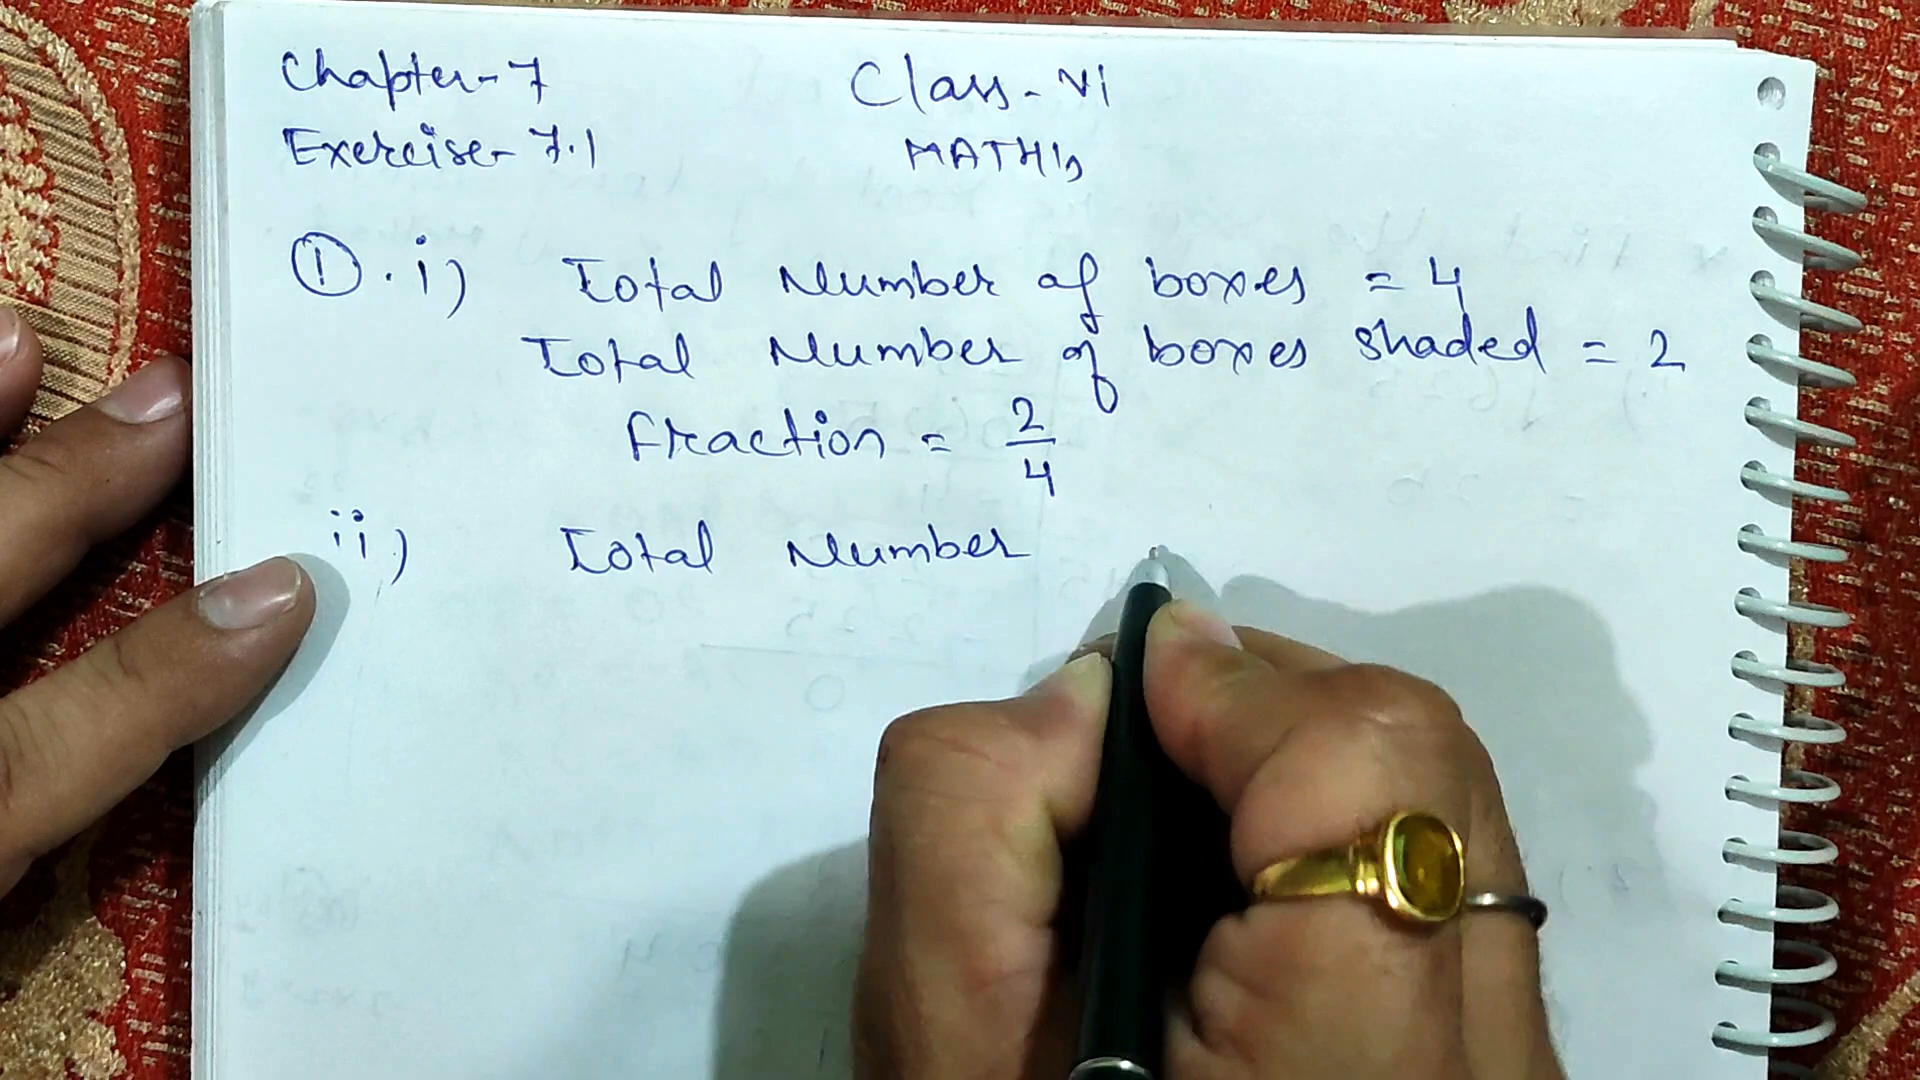 Chapter-7 Class-VI
Exercise-7.1 MATHS
①.i) Total Number of boxes = 4
Total Number of boxes shaded = 2
Fraction = 2/4
ii) Total Number